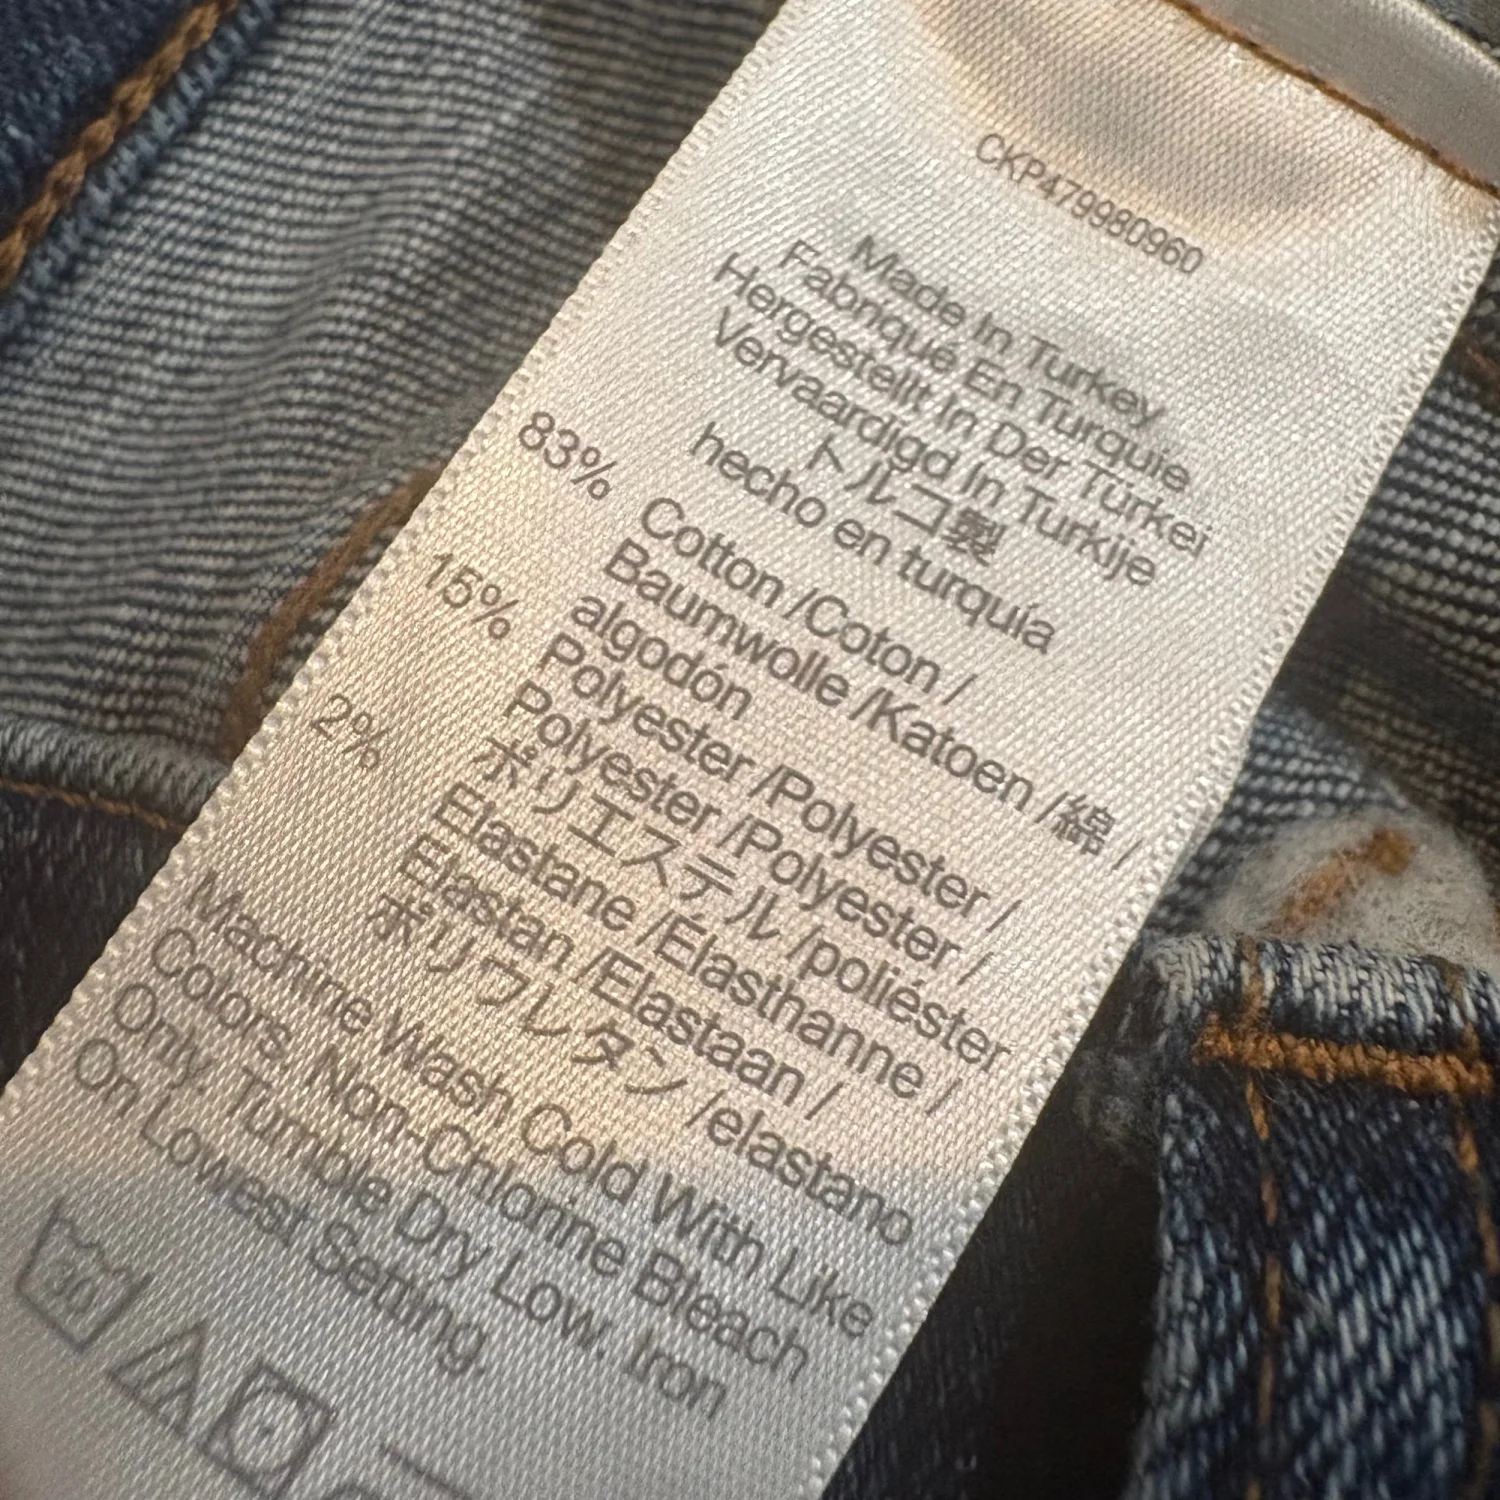 CKP479980960
Made In Turkey
Fabriqué En Turquie
Hergestellt In Der Türkei
Vervaardigd In Turkije
トルコ製
hecho en turquía
83% Cotton /Coton /
Baumwolle /Katoen /綿 /
algodón
15% Polyester /Polyester /
Polyester /Polyester /
ポリエステル /poliéster
2% Elastane /Élasthanne /
Elastan /Elastaan /
ポリウレタン /elastano
Machine Wash Cold With Like
Colors. Non-Chlorine Bleach
Only. Tumble Dry Low. Iron
On Lowest Setting.
30